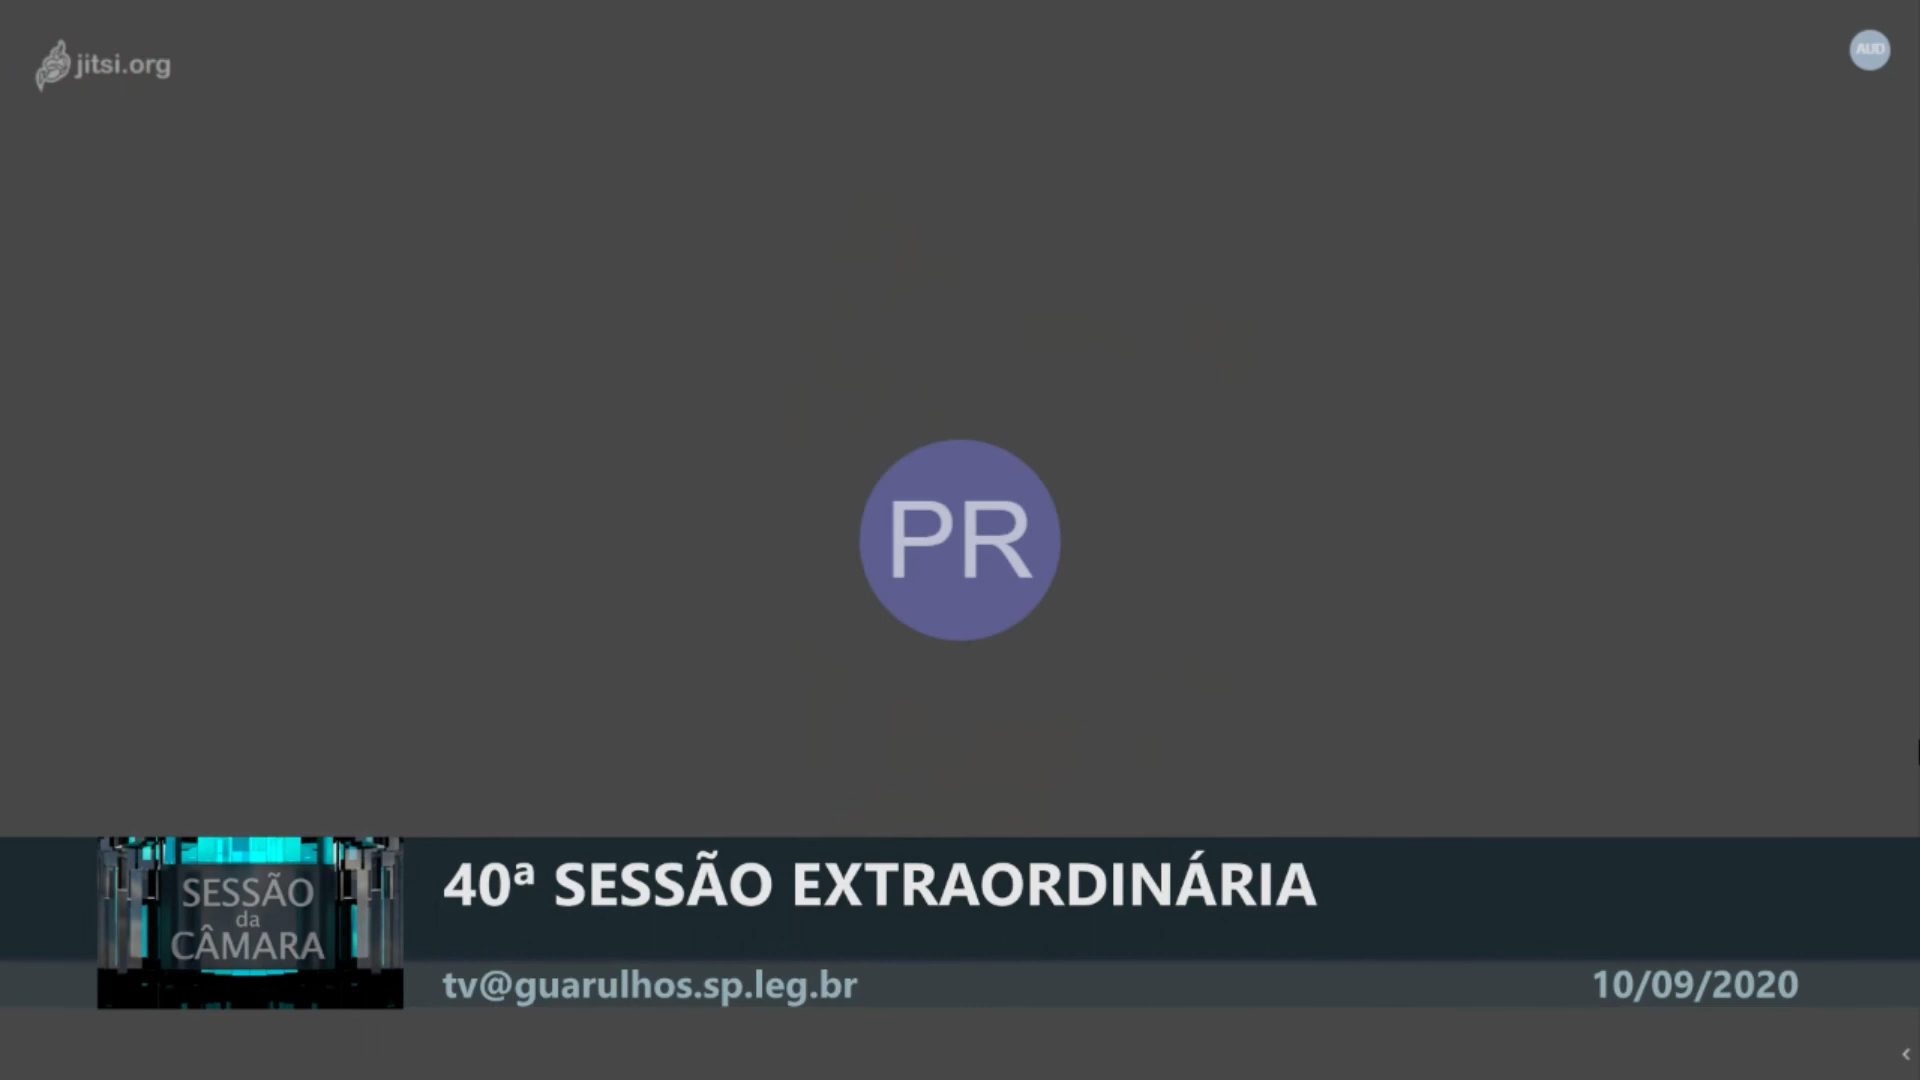 jitsi.org
AUD
PR
SESSÃO
da
CÂMARA
40ª SESSÃO EXTRAORDINÁRIA
tv@guarulhos.sp.leg.br
10/09/2020